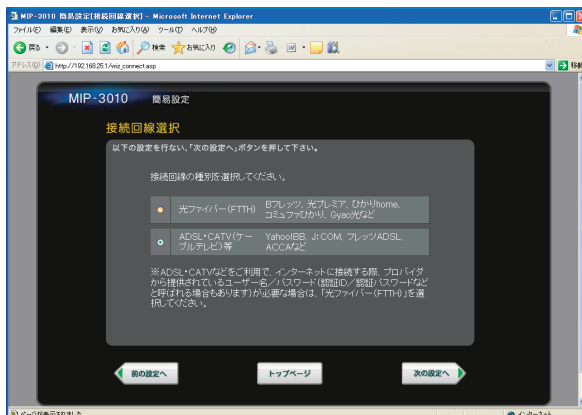 MIP-3010 簡易設定[接続回線選択] - Microsoft Internet Explorer
ファイル(F) 編集(E) 表示(V) お気に入り(A) ツール(T) ヘルプ(H)
戻る 検索 お気に入り
アドレス(D) http://192.168.25.1/wiz_connect.asp 移動
MIP-3010 簡易設定
接続回線選択
以下の設定を行ない、「次の設定へ」ボタンを押して下さい。
接続回線の種別を選択してください。
光ファイバー(FTTH) Bフレッツ、光プレミア、ひかりhome、
コミュファひかり、Gyao光など
ADSL・CATV(ケー Yahoo!BB、J:COM、フレッツADSL、
ブルテレビ)等 ACCAなど
※ADSL・CATVなどをご利用で、インターネットに接続する際、プロバイダ
から提供されているユーザー名/パスワード(認証ID/認証パスワードなど
と呼ばれる場合もあります)が必要な場合は、「光ファイバー(FTTH)」を選
択してください。
前の設定へ トップページ 次の設定へ
ページが表示されました インターネット